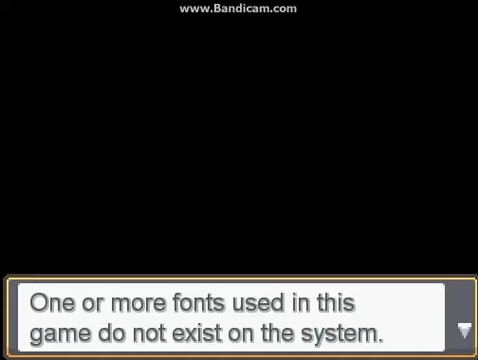 www.Bandicam.com
One or more fonts used in this
game do not exist on the system.